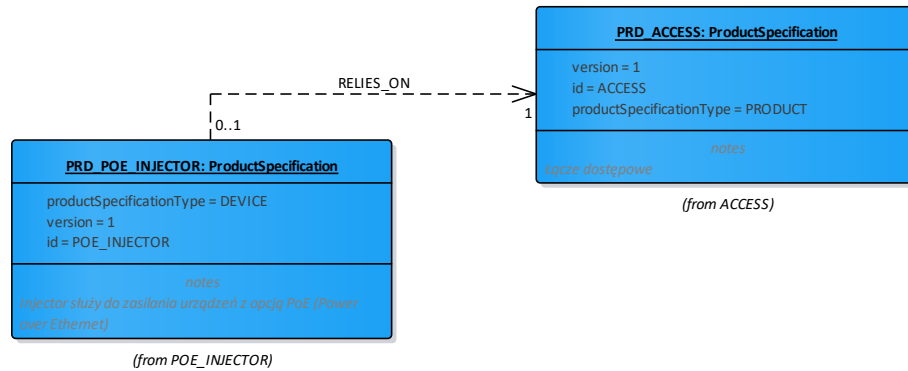 PRD_ACCESS: ProductSpecification
version = 1
id = ACCESS
productSpecificationType = PRODUCT
notes
Łącze dostępowe
(from ACCESS)
RELIES_ON
0..1
1
PRD_POE_INJECTOR: ProductSpecification
productSpecificationType = DEVICE
version = 1
id = POE_INJECTOR
notes
Injector służy do zasilania urządzeń z opcją PoE (Power
over Ethernet)
(from POE_INJECTOR)